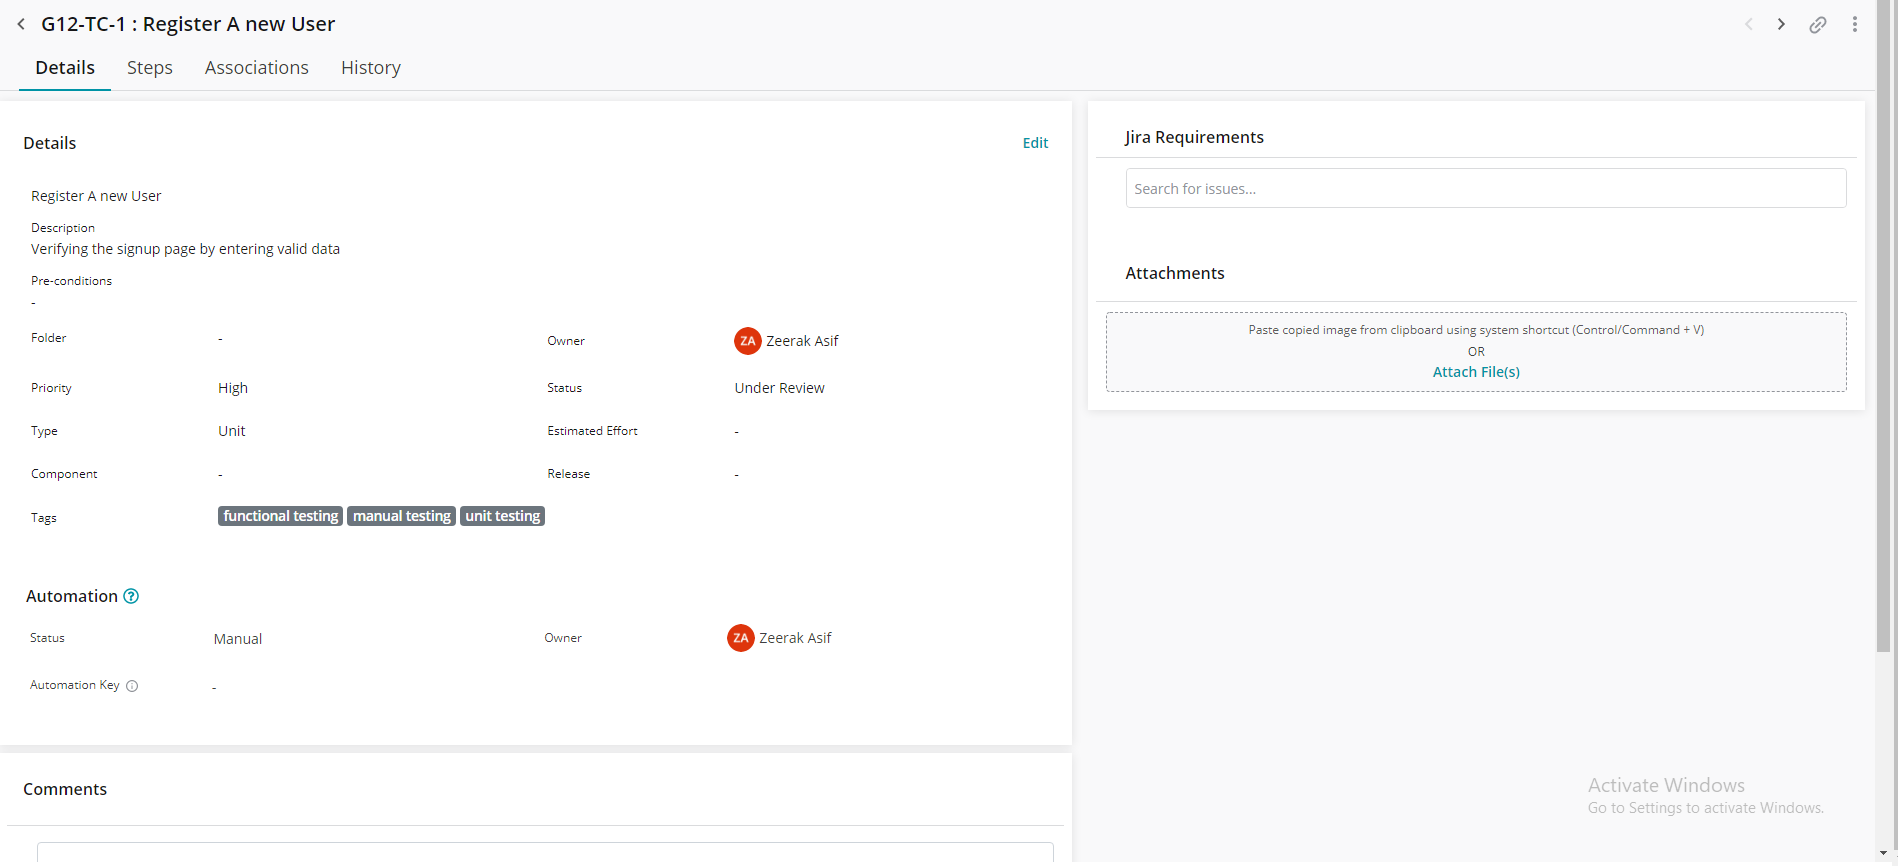 G12-TC-1 : Register A new User
Details Steps Associations History
Details Edit
Register A new User
Description
Verifying the signup page by entering valid data
Pre-conditions
-
Folder - Owner ZA Zeerak Asif
Priority High Status Under Review
Type Unit Estimated Effort -
Component - Release -
Tags functional testing manual testing unit testing
Automation ?
Status Manual Owner ZA Zeerak Asif
Automation Key -
Comments
Jira Requirements
Search for issues...
Attachments
Paste copied image from clipboard using system shortcut (Control/Command + V)
OR
Attach File(s)
Activate Windows
Go to Settings to activate Windows.